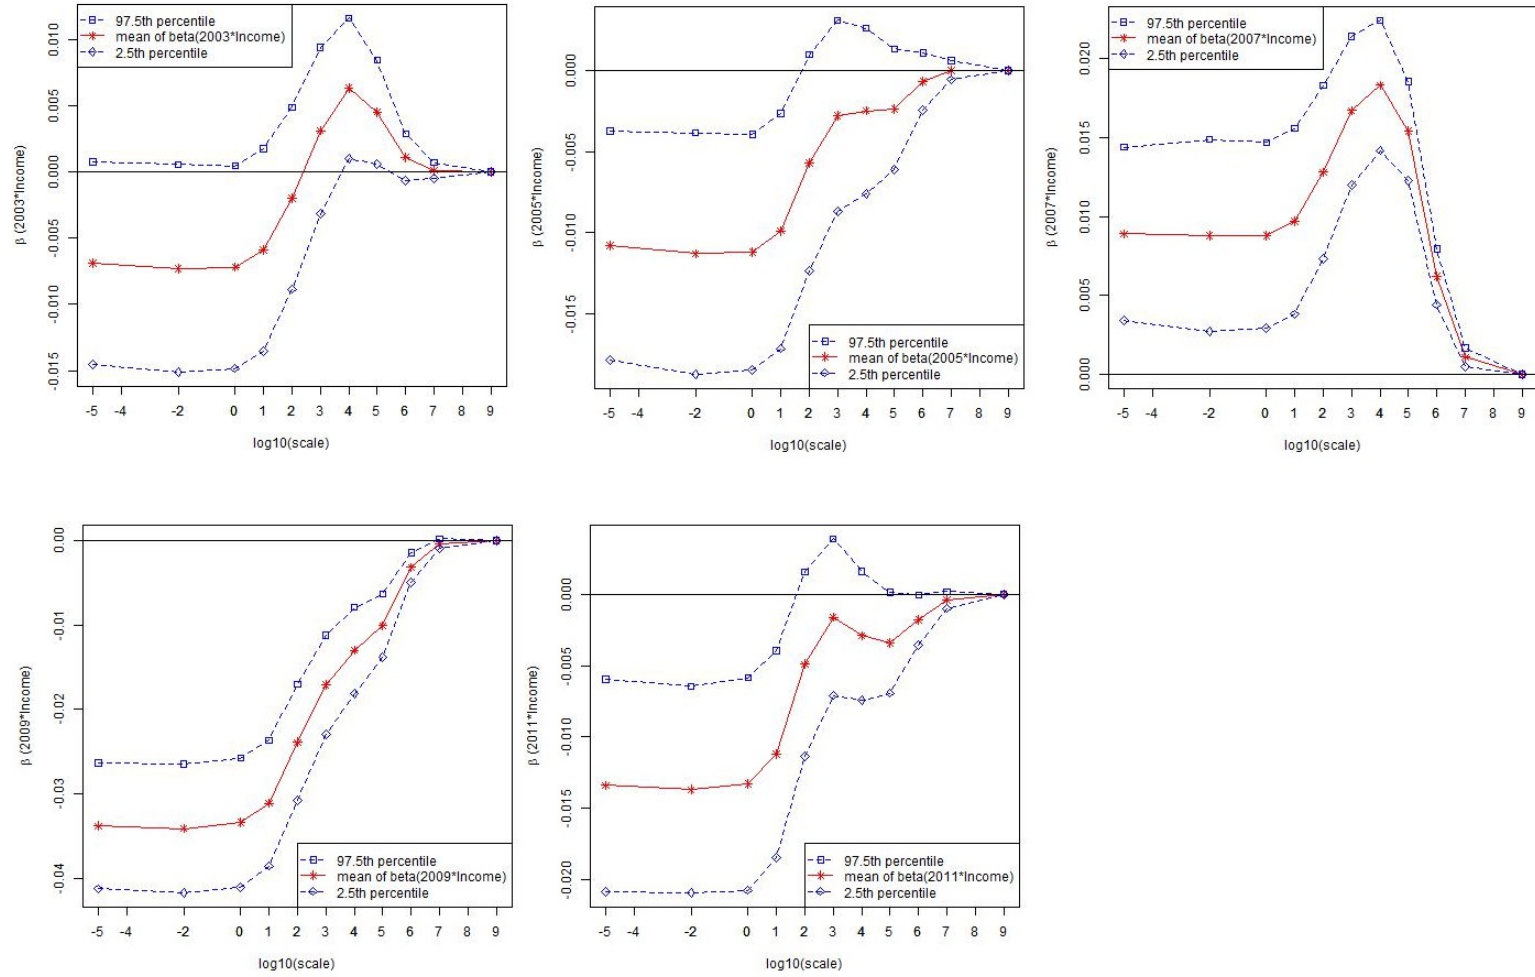 97.5th percentile
mean of beta(2003*Income)
2.5th percentile
β (2003*Income)
0.010
0.005
0.000
-0.005
-0.010
-0.015
-5 -4 -2 0 1 2 3 4 5 6 7 8 9
log10(scale)
97.5th percentile
mean of beta(2005*Income)
2.5th percentile
β (2005*Income)
0.000
-0.005
-0.010
-0.015
-5 -4 -2 0 1 2 3 4 5 6 7 8 9
log10(scale)
97.5th percentile
mean of beta(2007*Income)
2.5th percentile
β (2007*Income)
0.020
0.015
0.010
0.005
0.000
-5 -4 -2 0 1 2 3 4 5 6 7 8 9
log10(scale)
97.5th percentile
mean of beta(2009*Income)
2.5th percentile
β (2009*Income)
0.00
-0.01
-0.02
-0.03
-0.04
-5 -4 -2 0 1 2 3 4 5 6 7 8 9
log10(scale)
97.5th percentile
mean of beta(2011*Income)
2.5th percentile
β (2011*Income)
0.000
-0.005
-0.010
-0.015
-0.020
-5 -4 -2 0 1 2 3 4 5 6 7 8 9
log10(scale)